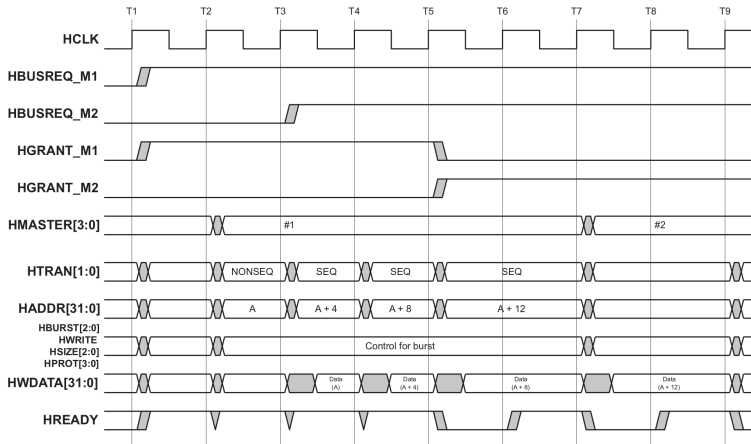 T1 T2 T3 T4 T5 T6 T7 T8 T9
HCLK
HBUSREQ_M1
HBUSREQ_M2
HGRANT_M1
HGRANT_M2
HMASTER[3:0] #1 #2
HTRAN[1:0] NONSEQ SEQ SEQ SEQ
HADDR[31:0] A A + 4 A + 8 A + 12
HBURST[2:0]
HWRITE
HSIZE[2:0]
HPROT[3:0]
Control for burst
HWDATA[31:0] Data (A) Data (A + 4) Data (A + 8) Data (A + 12)
HREADY